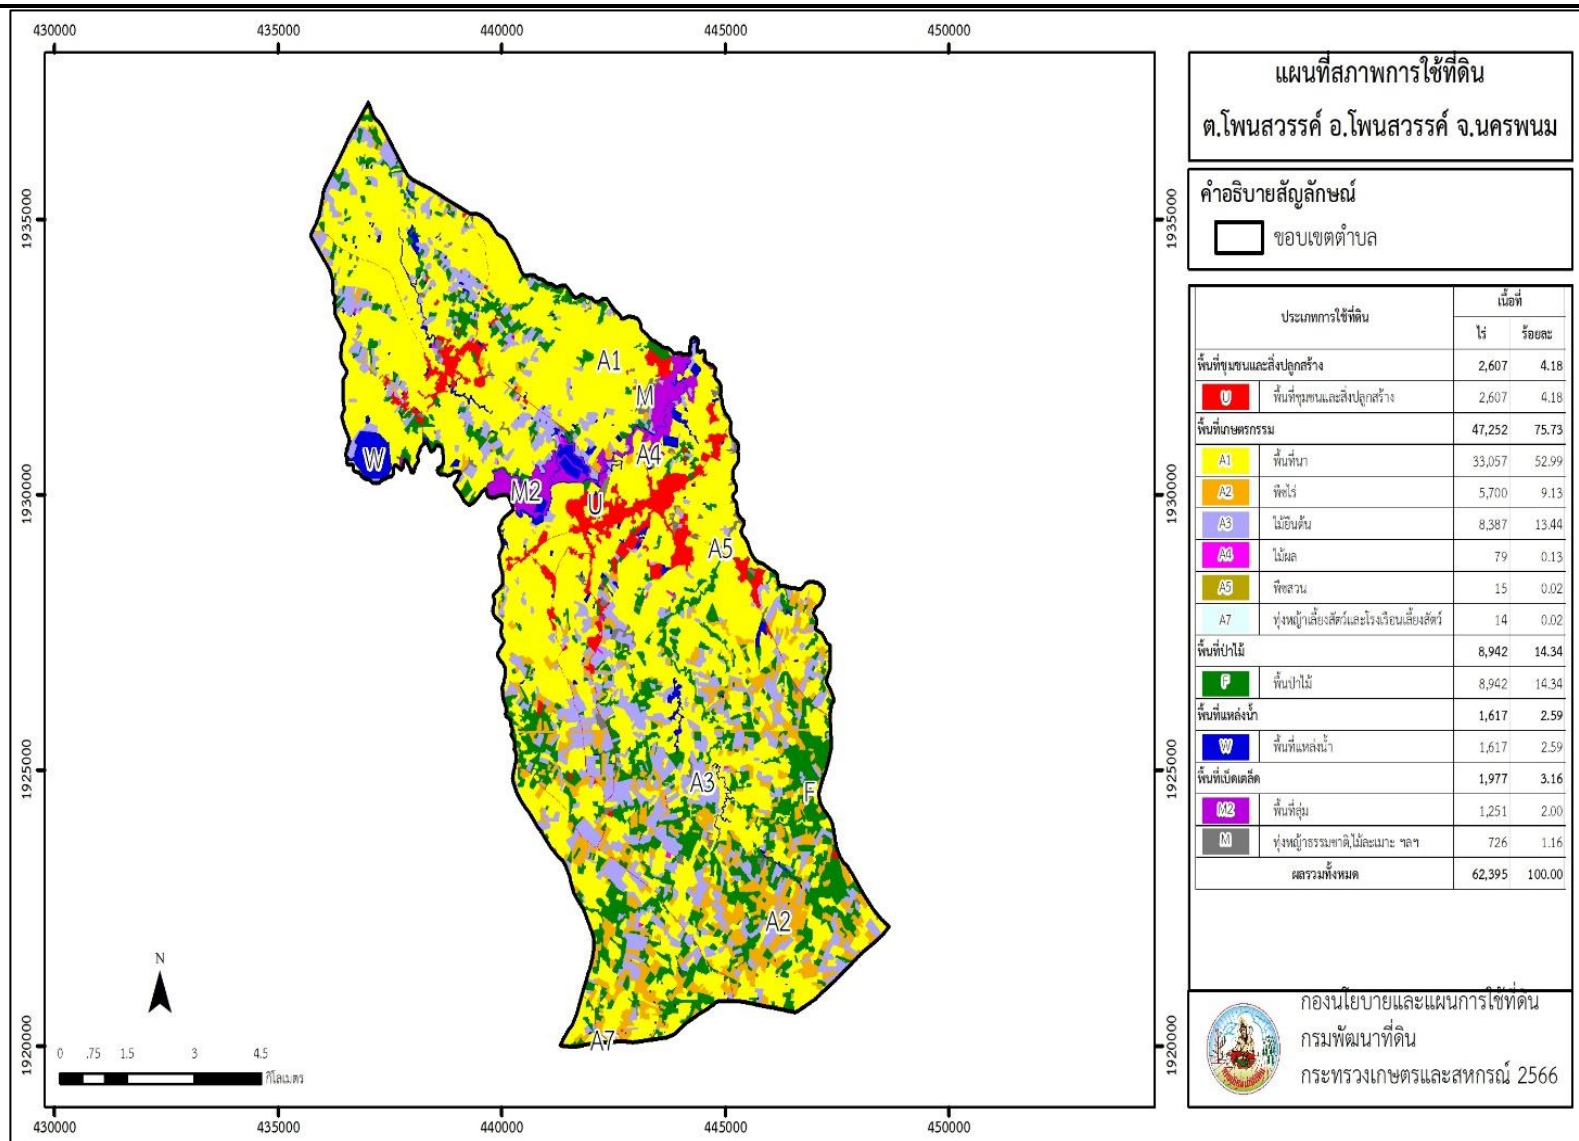 430000 435000 440000 445000 450000
แผนที่สภาพการใช้ที่ดิน
ต.โพนสวรรค์ อ.โพนสวรรค์ จ.นครพนม
คำอธิบายสัญลักษณ์
ขอบเขตตำบล
ประเภทการใช้ที่ดิน เนื้อที่
ไร่ ร้อยละ
พื้นที่ชุมชนและสิ่งปลูกสร้าง 2,607 4.18
U พื้นที่ชุมชนและสิ่งปลูกสร้าง 2,607 4.18
พื้นที่เกษตรกรรม 47,252 75.73
A1 พื้นที่นา 33,057 52.99
A2 พืชไร่ 5,700 9.13
A3 ไม้ยืนต้น 8,387 13.44
A4 ไม้ผล 79 0.13
A5 พืชสวน 15 0.02
A7 ทุ่งหญ้าเลี้ยงสัตว์และโรงเรือนเลี้ยงสัตว์ 14 0.02
พื้นที่ป่าไม้ 8,942 14.34
F พื้นป่าไม้ 8,942 14.34
พื้นที่แหล่งน้ำ 1,617 2.59
W พื้นที่แหล่งน้ำ 1,617 2.59
พื้นที่เบ็ดเตล็ด 1,977 3.16
M2 พื้นที่ลุ่ม 1,251 2.00
M ทุ่งหญ้าธรรมชาติ,ไม้ละเมาะ ฯลฯ 726 1.16
ผลรวมทั้งหมด 62,395 100.00
กองนโยบายและแผนการใช้ที่ดิน
กรมพัฒนาที่ดิน
กระทรวงเกษตรและสหกรณ์ 2566
1935000 1935000
1930000 1930000
1925000 1925000
1920000 1920000
A1
M
A4
W
M2
U
A5
A3
F
A2
A7
N
0 .75 1.5 3 4.5
กิโลเมตร
430000 435000 440000 445000 450000